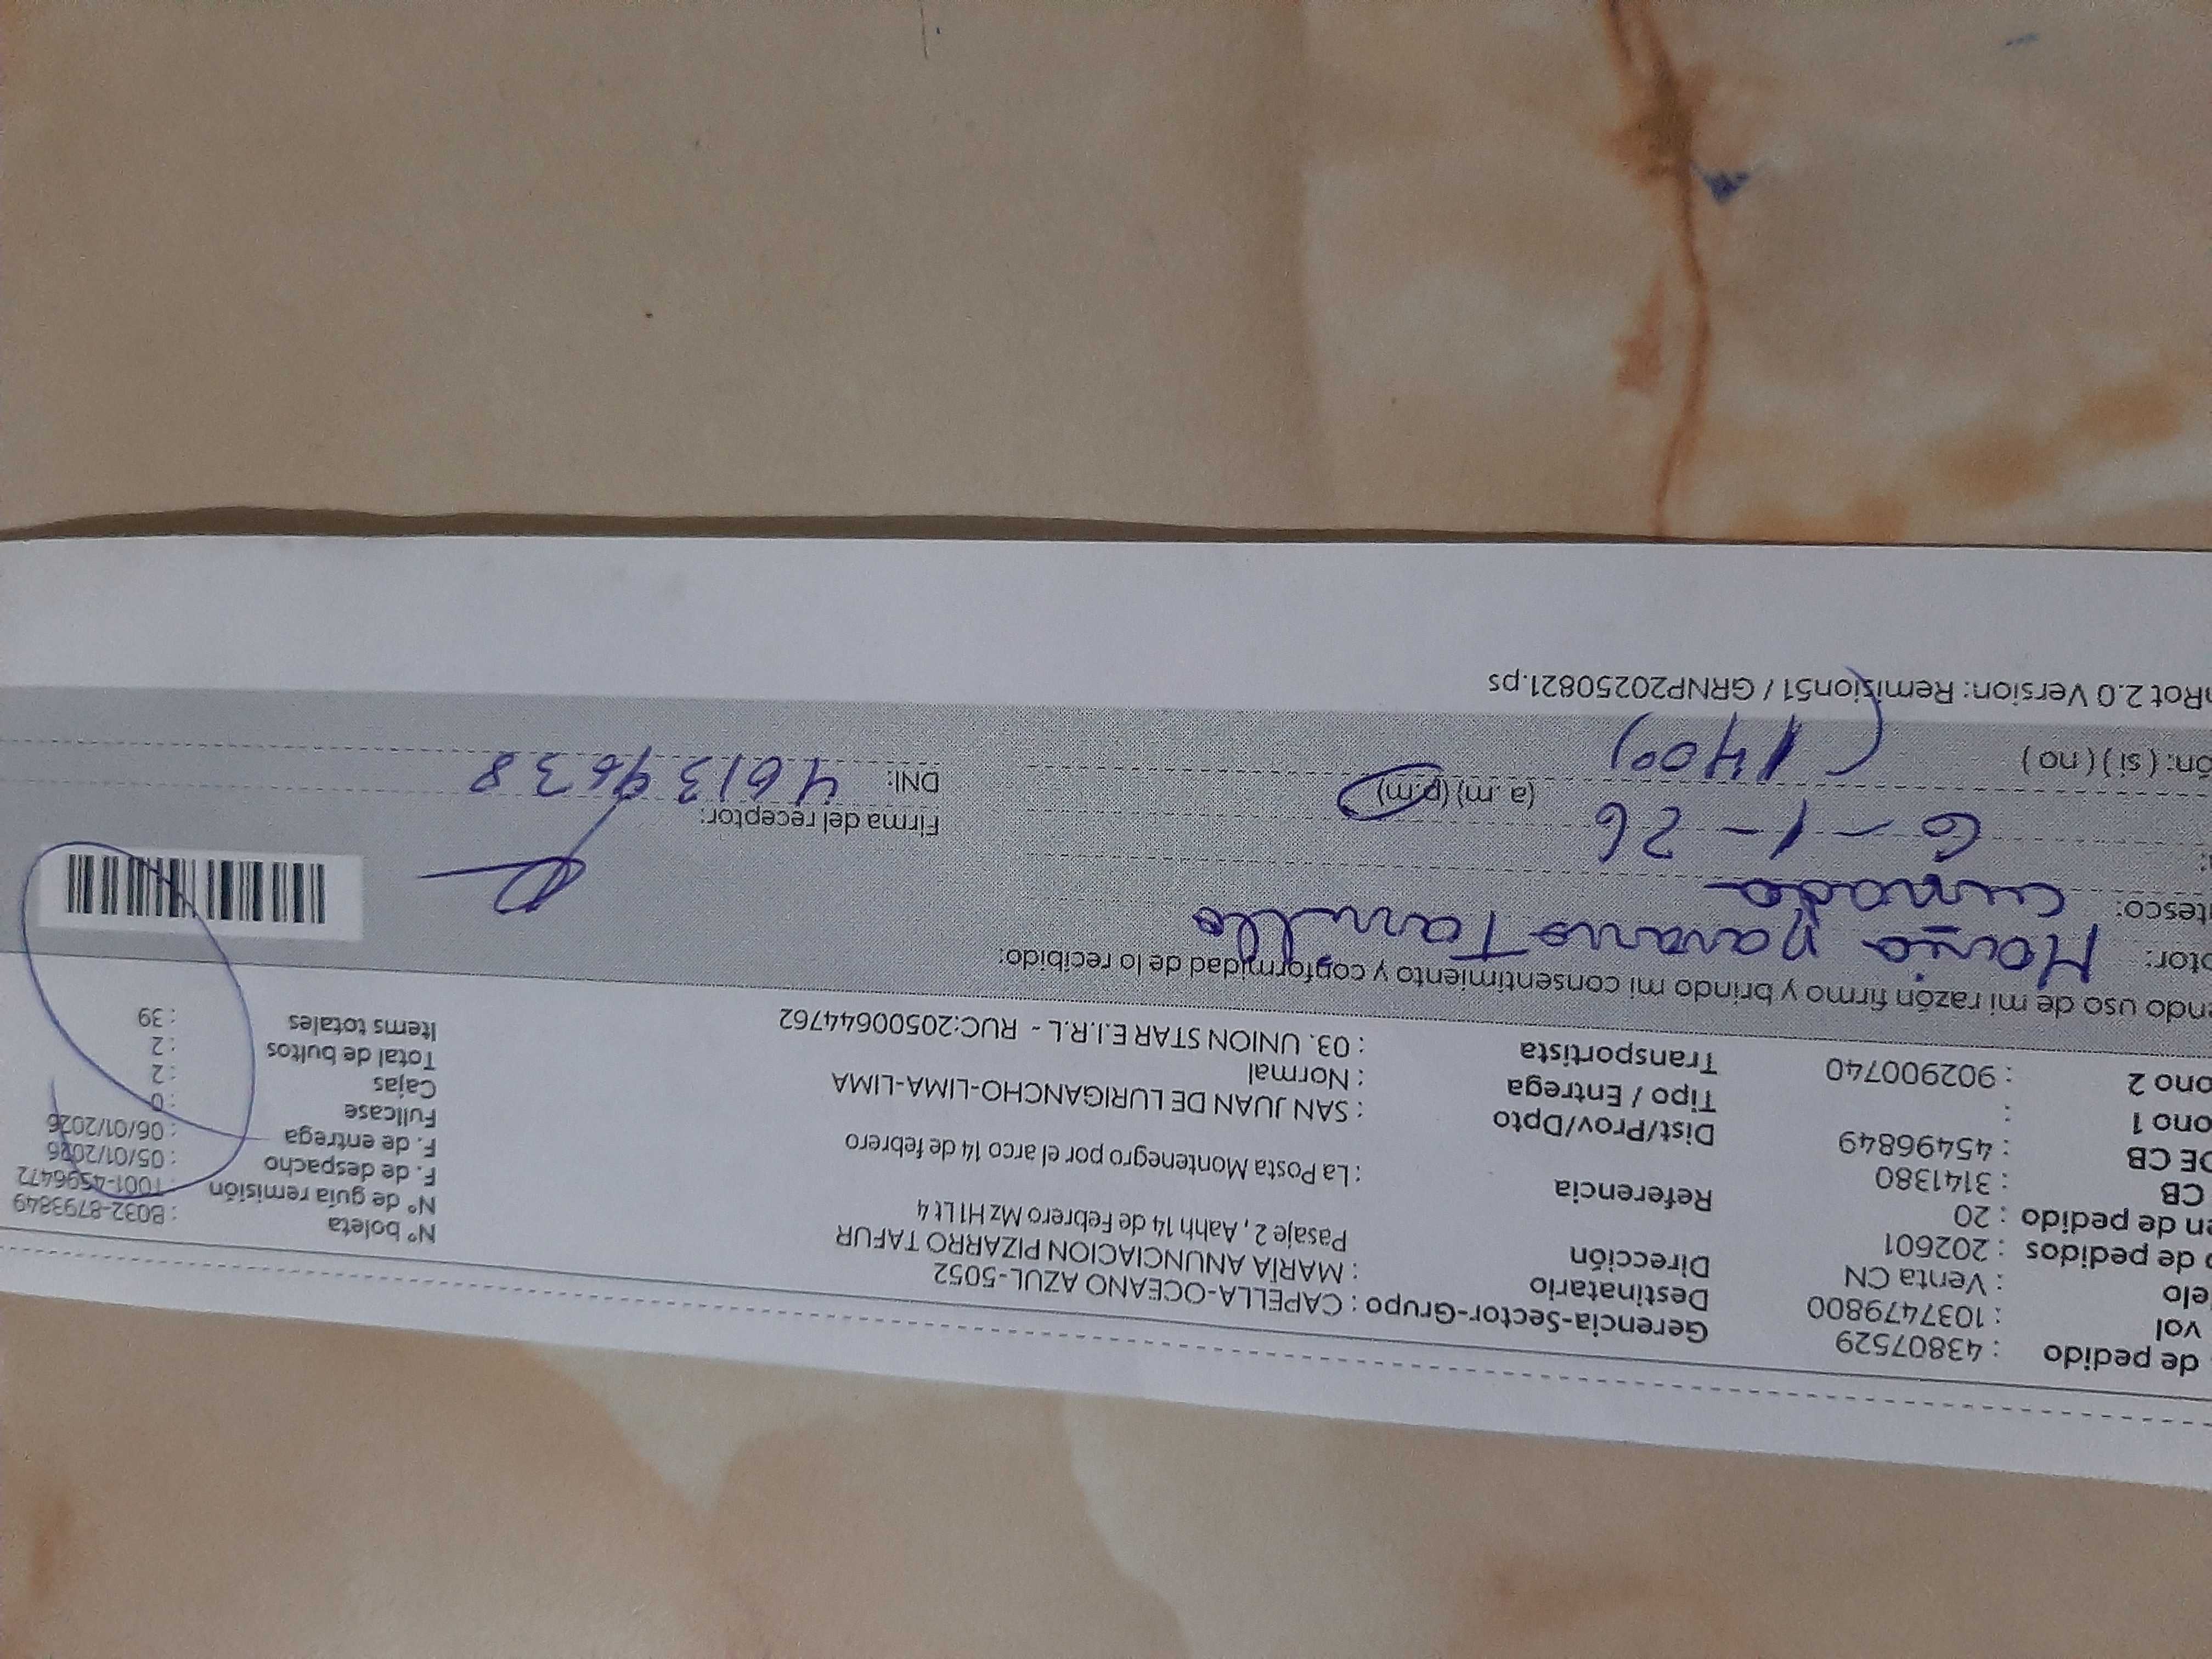 de pedido : 43807529
vol : 1037479800
elo : Venta CN
de pedidos : 202601
en de pedido : 20
CB : 3141380
DE CB : 45496849
ono 1 :
ono 2 : 902900740
Gerencia-Sector-Grupo : CAPELLA-OCEANO AZUL-5052
Destinatario : MARÍA ANUNCIACION PIZARRO TAFUR
Dirección Pasaje 2 , Aahh 14 de Febrero Mz H1 Lt 4
Referencia : La Posta Montenegro por el arco 14 de febrero
Dist/Prov/Dpto : SAN JUAN DE LURIGANCHO-LIMA-LIMA
Tipo / Entrega : Normal
Transportista : 03. UNION STAR E.I.R.L - RUC:20500644762
N° boleta : B032-8793849
N° de guía remisión : T001-4596472
F. de despacho : 05/01/2026
F. de entrega : 06/01/2026
Fullcase : 0
Cajas : 2
Total de bultos : 2
Items totales : 39
endo uso de mi razón firmo y brindo mi consentimiento y conformidad de lo recibido:
ptor: María Navarro
tesco: cuñada
: 6-1-26 (a.m) (p.m)
ón: ( si ) ( no ) (1400)
Firma del receptor:
DNI: 46139638
Rot 2.0 Version: Remision51 / GRNP20250821.ps